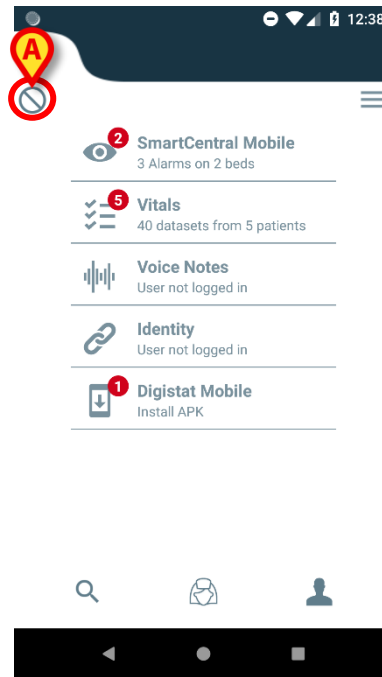 12:38
A
2
SmartCentral Mobile
3 Alarms on 2 beds
5
Vitals
40 datasets from 5 patients
Voice Notes
User not logged in
Identity
User not logged in
1
Digistat Mobile
Install APK